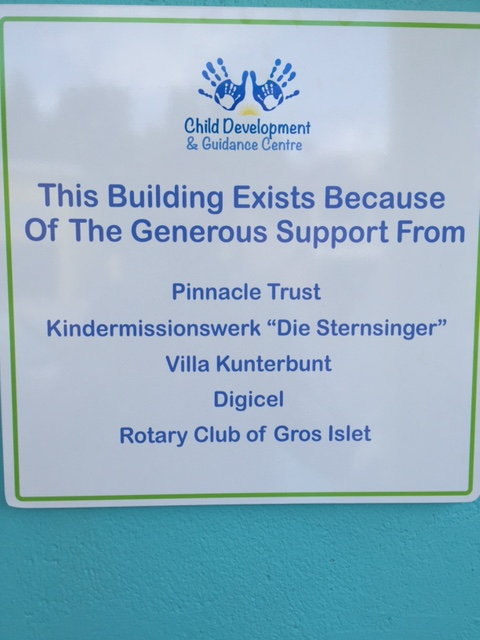 Child Development
& Guidance Centre
This Building Exists Because
Of The Generous Support From
Pinnacle Trust
Kindermissionswerk “Die Sternsinger”
Villa Kunterbunt
Digicel
Rotary Club of Gros Islet